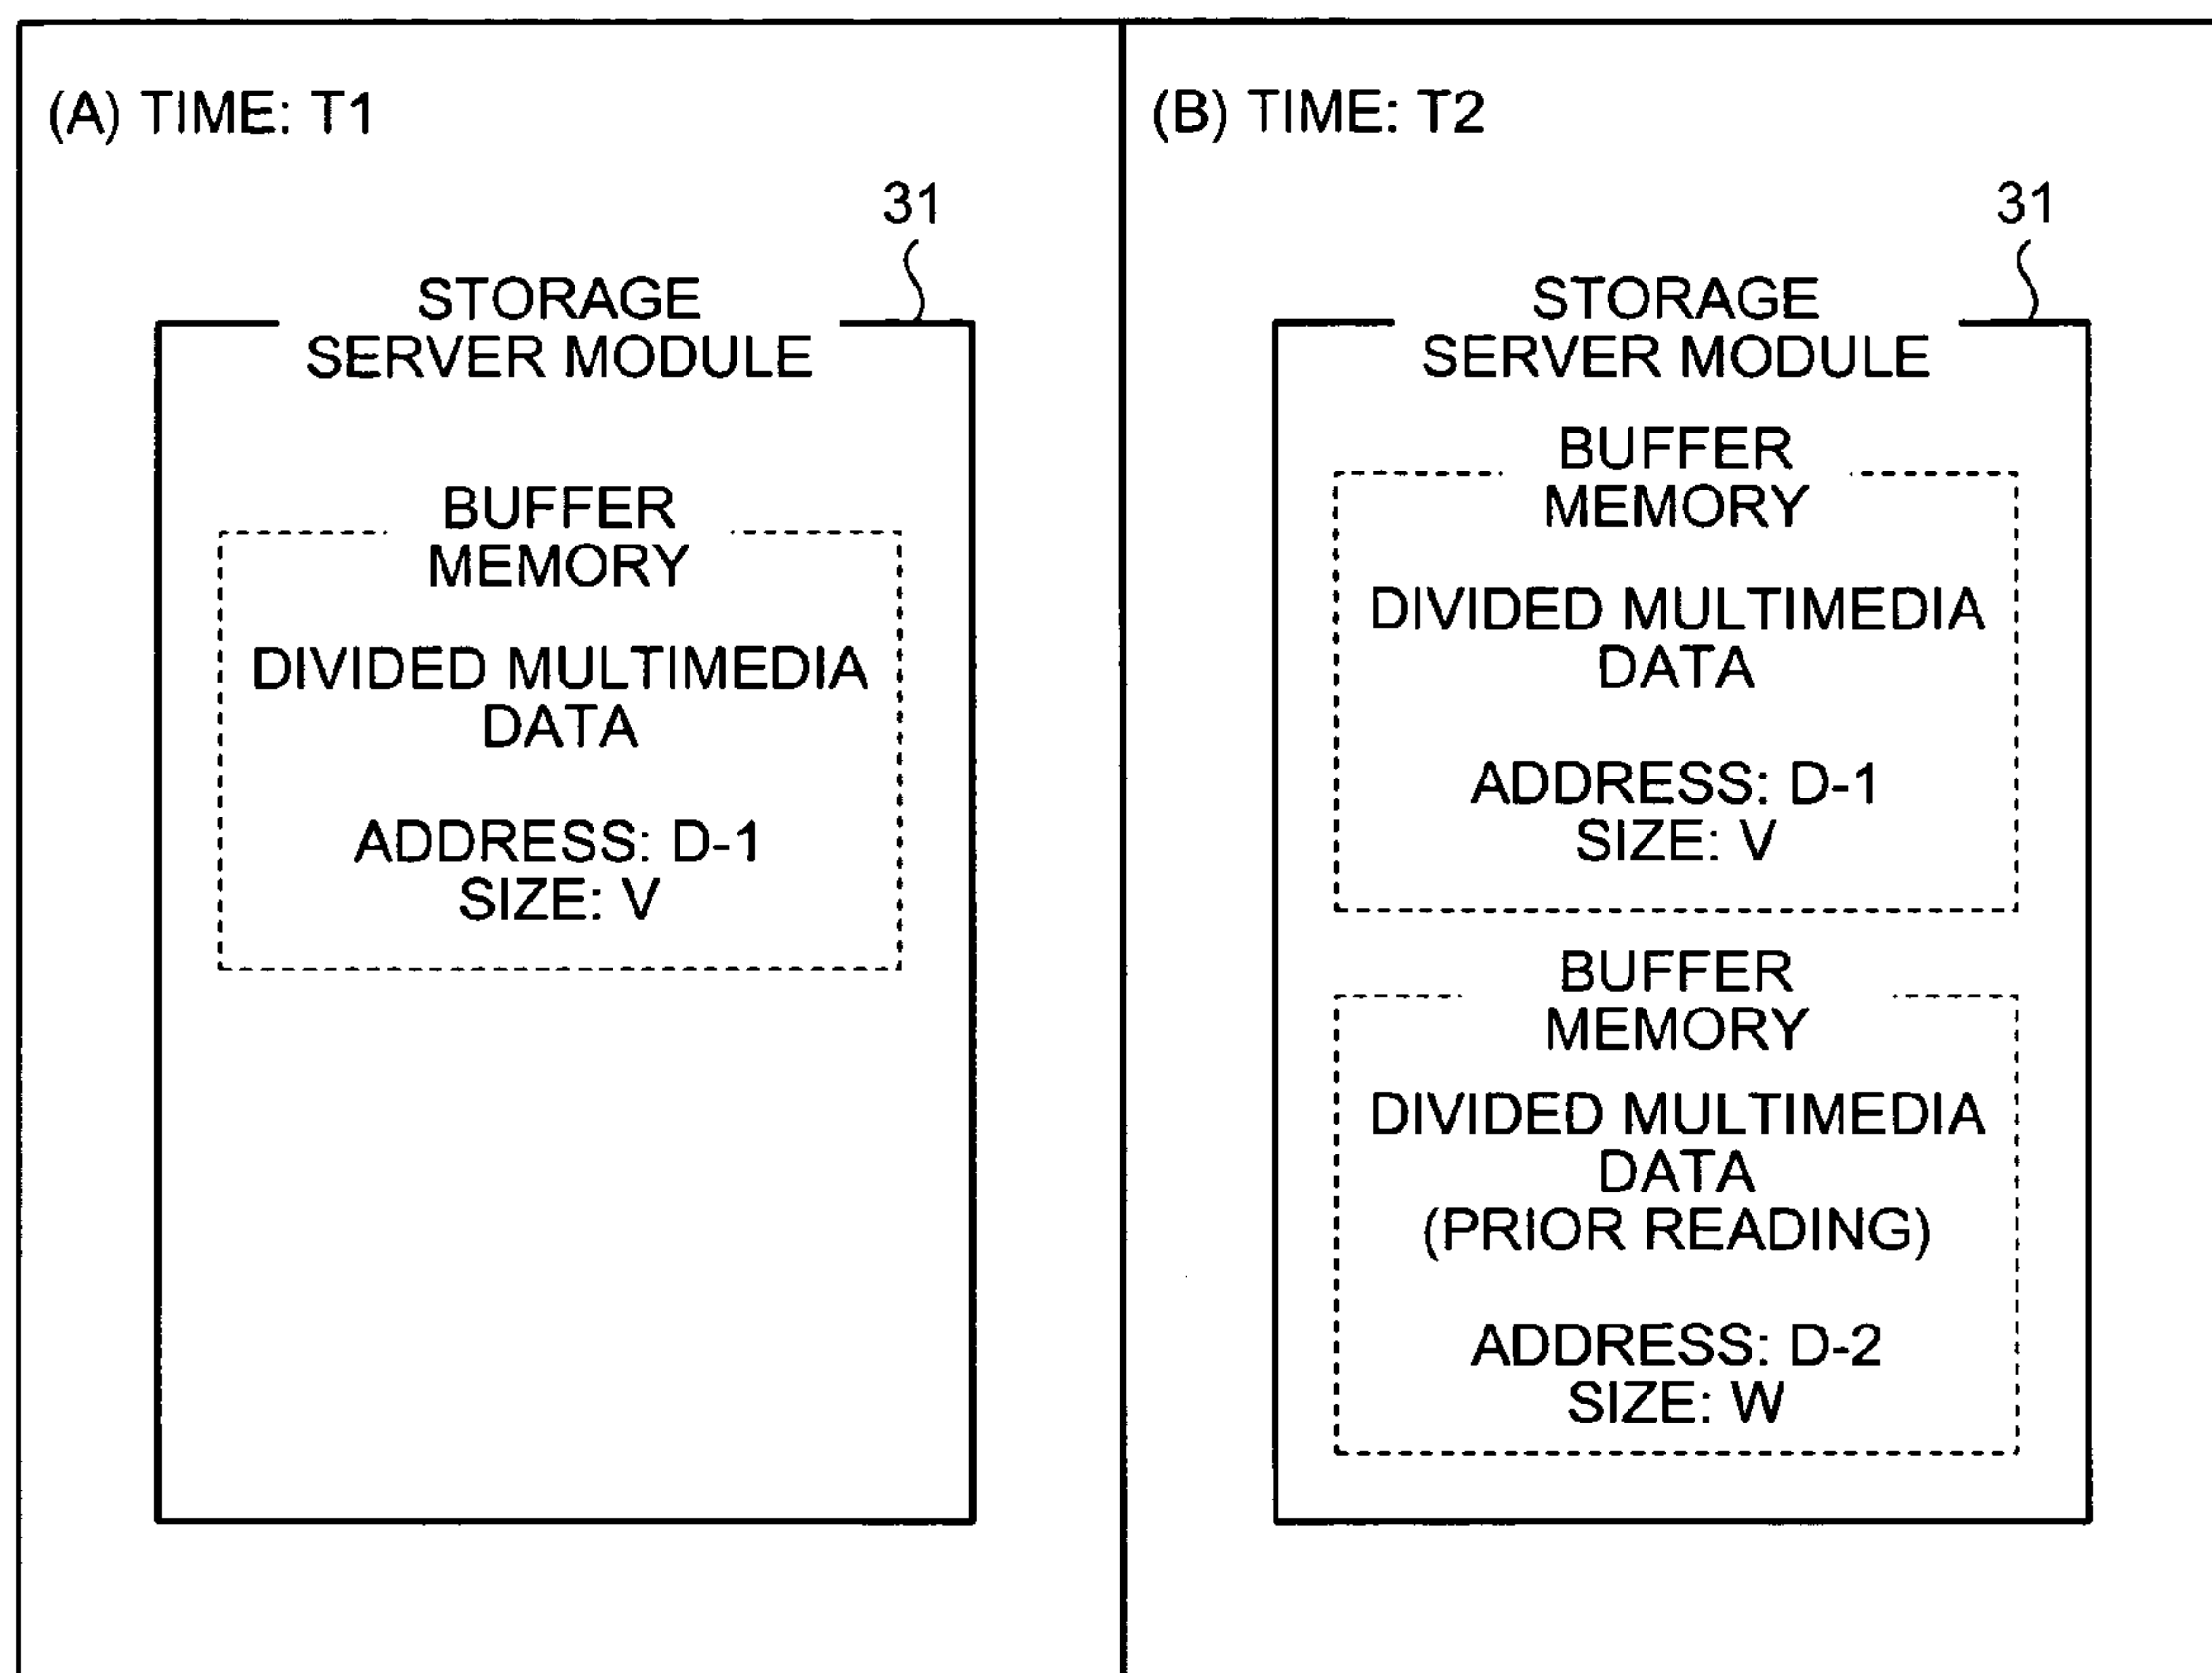 (A) TIME: T1
31
STORAGE
SERVER MODULE
BUFFER
MEMORY
DIVIDED MULTIMEDIA
DATA
ADDRESS: D-1
SIZE: V
(B) TIME: T2
31
STORAGE
SERVER MODULE
BUFFER
MEMORY
DIVIDED MULTIMEDIA
DATA
ADDRESS: D-1
SIZE: V
BUFFER
MEMORY
DIVIDED MULTIMEDIA
DATA
(PRIOR READING)
ADDRESS: D-2
SIZE: W